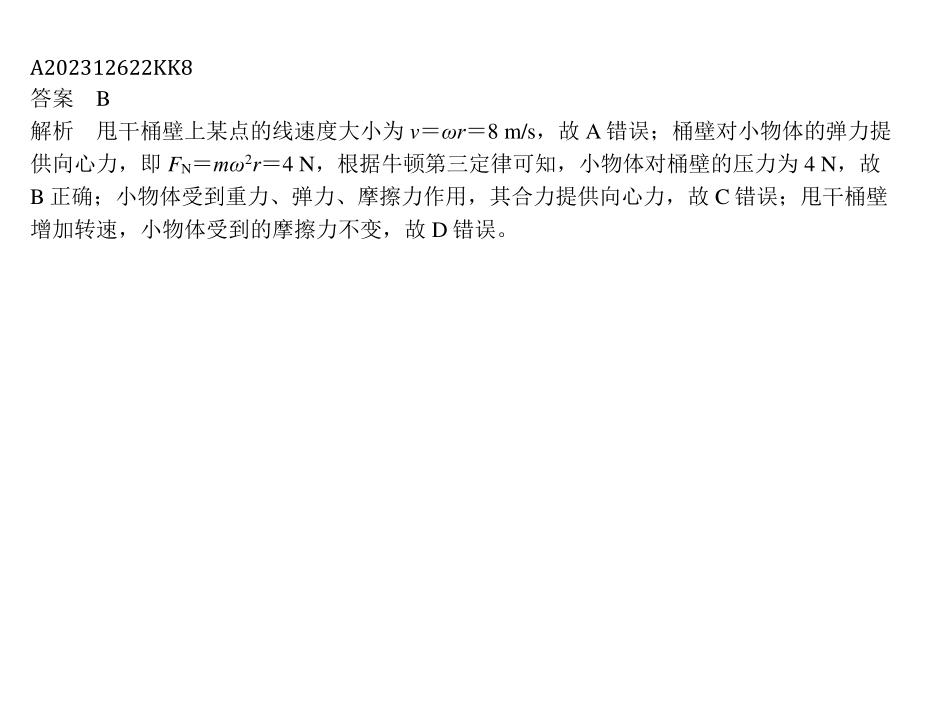 A202312622KK8
答案　B
解析　甩干桶壁上某点的线速度大小为 v＝ωr＝8 m/s，故 A 错误；桶壁对小物体的弹力提
供向心力，即 FN＝mω²r＝4 N，根据牛顿第三定律可知，小物体对桶壁的压力为 4 N，故
B 正确；小物体受到重力、弹力、摩擦力作用，其合力提供向心力，故 C 错误；甩干桶壁
增加转速，小物体受到的摩擦力不变，故 D 错误。